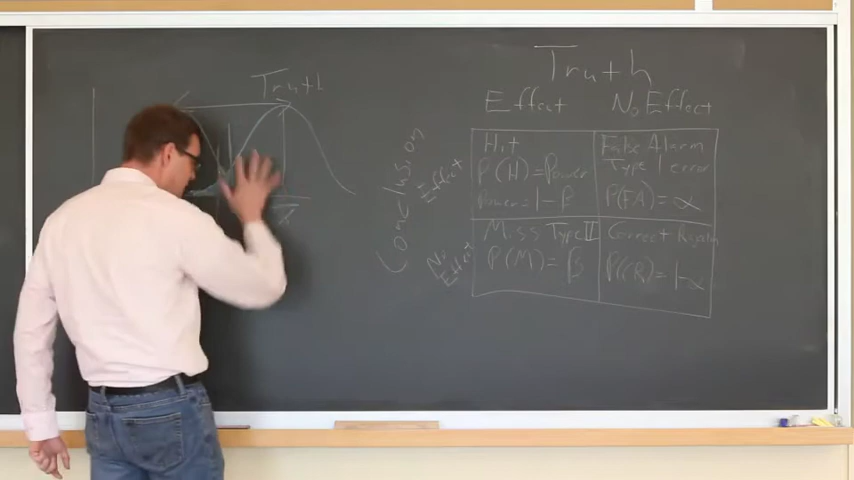 Truth
x̄
Truth
Effect No Effect
Conclusion
Effect
No Effect
Hit
P(H)=Power
Power=1-β
False Alarm
Type 1 error
P(FA)=α
Miss Type II
P(M)=β
Correct
P(CR)=1-α